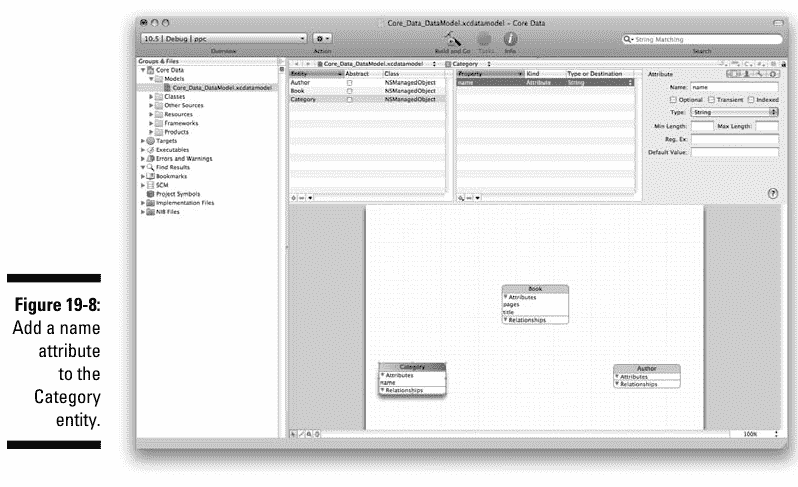 Core_Data_DataModel.xcdatamodel - Core Data
10.5 | Debug | ppc
String Matching
Overview
Action
Build and Go
Tasks
Info
Search
Groups & Files
Core Data
Models
Core_Data_DataModel.xcdatamodel
Classes
Other Sources
Resources
Frameworks
Products
Targets
Executables
Errors and Warnings
Find Results
Bookmarks
SCM
Project Symbols
Implementation Files
NIB Files
Core_Data_DataModel.xcdatamodel
Category
Entity Abstract Class
Author NSManagedObject
Book NSManagedObject
Category NSManagedObject
Property Kind Type or Destination
name Attribute String
Attribute
Name: name
Optional Transient Indexed
Type: String
Min Length: Max Length:
Reg. Ex:
Default Value:
?
Book
Attributes
pages
title
Relationships
Category
Attributes
name
Relationships
Author
Attributes
Relationships
100%
Figure 19-8:
Add a name
attribute
to the
Category
entity.